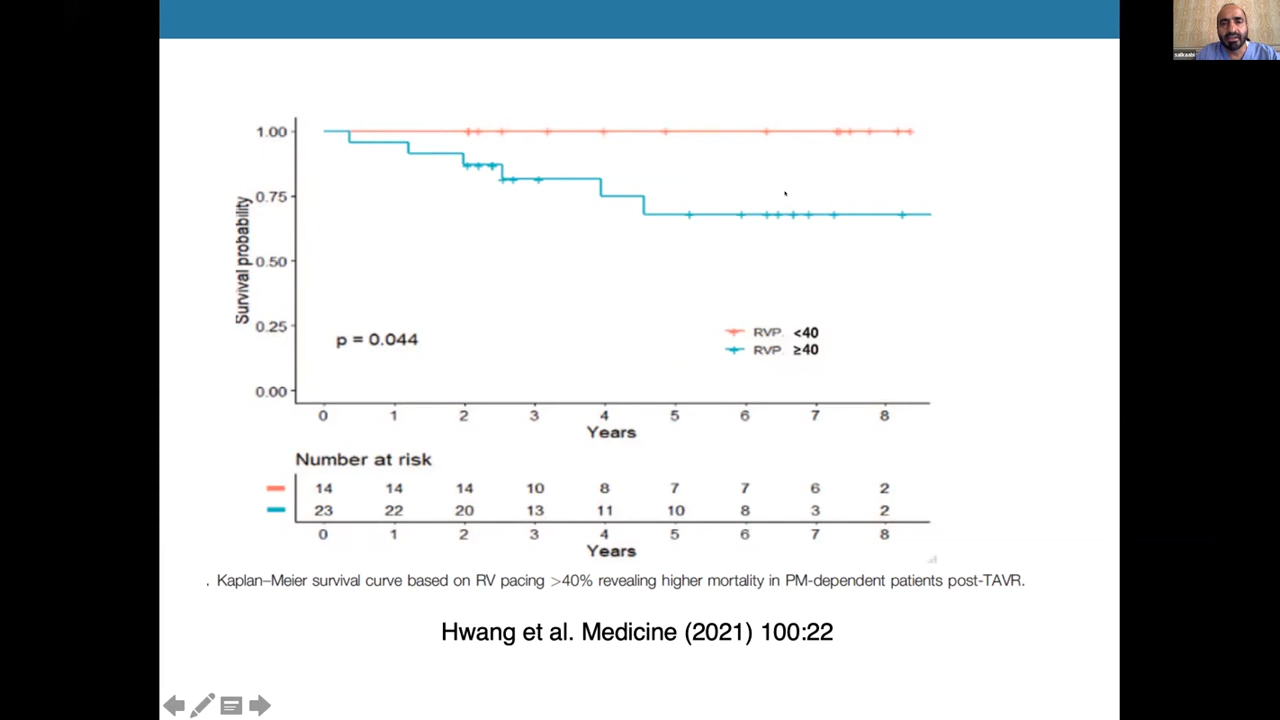 salkaabi
1.00
0.75
0.50
0.25
0.00
Survival probability
p = 0.044
RVP <40
RVP ≥40
0 1 2 3 4 5 6 7 8
Years
Number at risk
14 14 14 10 8 7 7 6 2
23 22 20 13 11 10 8 3 2
0 1 2 3 4 5 6 7 8
Years
. Kaplan–Meier survival curve based on RV pacing >40% revealing higher mortality in PM-dependent patients post-TAVR.
Hwang et al. Medicine (2021) 100:22